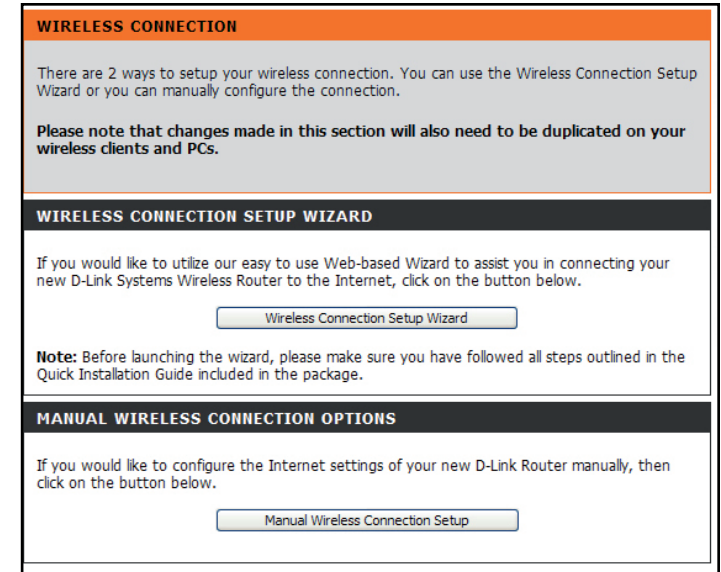 WIRELESS CONNECTION
There are 2 ways to setup your wireless connection. You can use the Wireless Connection Setup
Wizard or you can manually configure the connection.
Please note that changes made in this section will also need to be duplicated on your
wireless clients and PCs.
WIRELESS CONNECTION SETUP WIZARD
If you would like to utilize our easy to use Web-based Wizard to assist you in connecting your
new D-Link Systems Wireless Router to the Internet, click on the button below.
Wireless Connection Setup Wizard
Note: Before launching the wizard, please make sure you have followed all steps outlined in the
Quick Installation Guide included in the package.
MANUAL WIRELESS CONNECTION OPTIONS
If you would like to configure the Internet settings of your new D-Link Router manually, then
click on the button below.
Manual Wireless Connection Setup